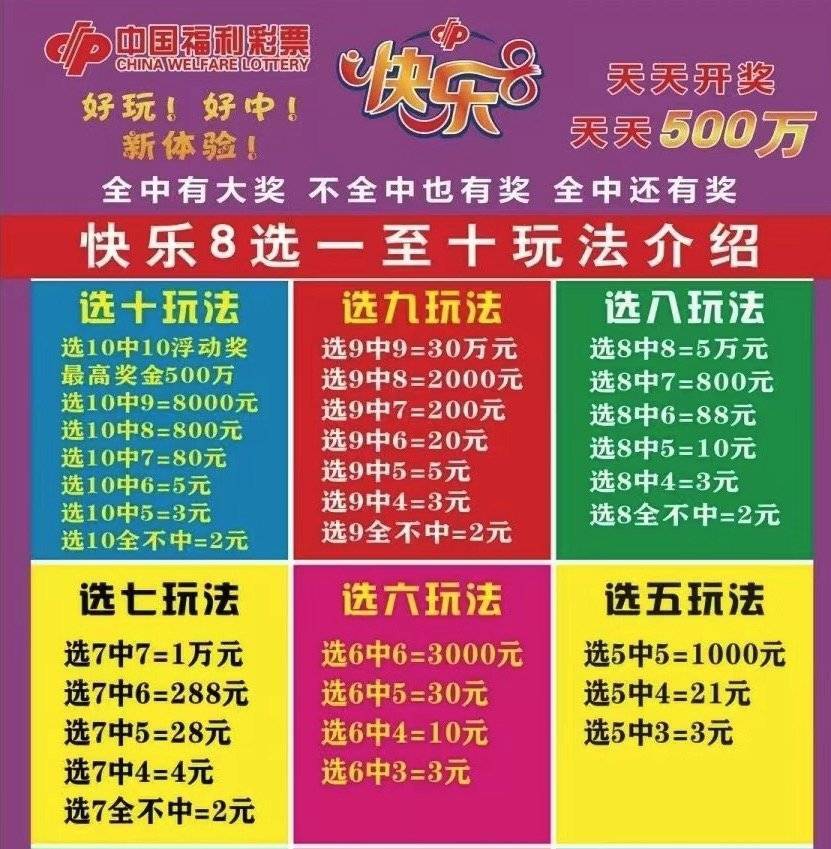 中国福利彩票
CHINA WELFARE LOTTERY
快乐8
好玩！好中！
新体验！
天天开奖
天天500万
全中有大奖 不全中也有奖 全中还有奖
快乐8选一至十玩法介绍
选十玩法
选10中10浮动奖
最高奖金500万
选10中9=8000元
选10中8=800元
选10中7=80元
选10中6=5元
选10中5=3元
选10全不中=2元
选九玩法
选9中9=30万元
选9中8=2000元
选9中7=200元
选9中6=20元
选9中5=5元
选9中4=3元
选9全不中=2元
选八玩法
选8中8=5万元
选8中7=800元
选8中6=88元
选8中5=10元
选8中4=3元
选8全不中=2元
选七玩法
选7中7=1万元
选7中6=288元
选7中5=28元
选7中4=4元
选7全不中=2元
选六玩法
选6中6=3000元
选6中5=30元
选6中4=10元
选6中3=3元
选五玩法
选5中5=1000元
选5中4=21元
选5中3=3元